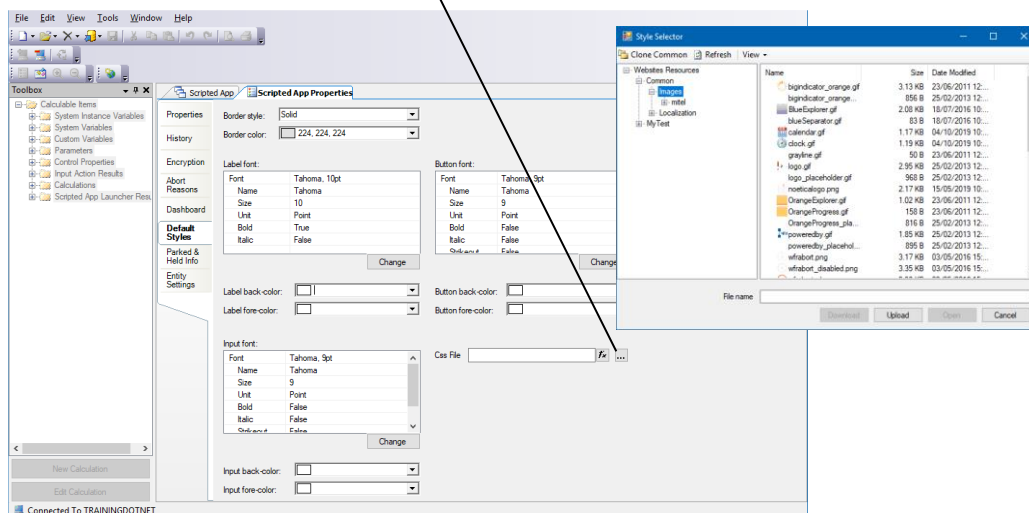 File Edit View Tools Window Help
Toolbox
Calculable Items
System Instance Variables
System Variables
Custom Variables
Parameters
Control Properties
Input Action Results
Calculations
Scripted App Launcher Resu
New Calculation
Edit Calculation
Connected To TRAININGDOTNET
Scripted App Scripted App Properties
Properties
History
Encryption
Abort
Reasons
Dashboard
Default
Styles
Parked &
Held Info
Entity
Settings
Border style: Solid
Border color: 224, 224, 224
Label font:
Font Tahoma, 10pt
Name Tahoma
Size 10
Unit Point
Bold True
Italic False
Change
Label back-color:
Label fore-color:
Button font:
Font Tahoma, 9pt
Name Tahoma
Size 9
Unit Point
Bold False
Italic False
Strikeout False
Change
Button back-color:
Button fore-color:
Input font:
Font Tahoma, 9pt
Name Tahoma
Size 9
Unit Point
Bold False
Italic False
Strikeout False
Change
Input back-color:
Input fore-color:
Css File fx ...
Style Selector
Clone Common Refresh View
Websites Resources
Common
Images
mitel
Localization
MyTest
Name Size Date Modified
bigindicator_orange.gif 3.13 KB 23/06/2011 12:...
bigindicator_orange... 856 B 25/02/2013 12:...
BlueExplorer.gif 2.08 KB 18/07/2016 10:...
blueSeparator.gif 83 B 18/07/2016 10:...
calendar.gif 1.17 KB 04/10/2019 10:...
clock.gif 1.19 KB 04/10/2019 10:...
grayline.gif 50 B 23/06/2011 12:...
logo.gif 2.95 KB 25/02/2013 12:...
logo_placeholder.gif 968 B 25/02/2013 12:...
noeticalogo.png 2.17 KB 15/05/2019 10:...
OrangeExplorer.gif 1.02 KB 23/06/2011 12:...
OrangeProgress.gif 158 B 23/06/2011 12:...
OrangeProgress_pla... 816 B 25/02/2013 12:...
poweredby.gif 1.85 KB 25/02/2013 12:...
poweredby_placehol... 895 B 25/02/2013 12:...
wfrabort.png 3.17 KB 03/05/2016 15:...
wfrabort_disabled.png 3.35 KB 03/05/2016 15:...
File name
Download Upload Open Cancel